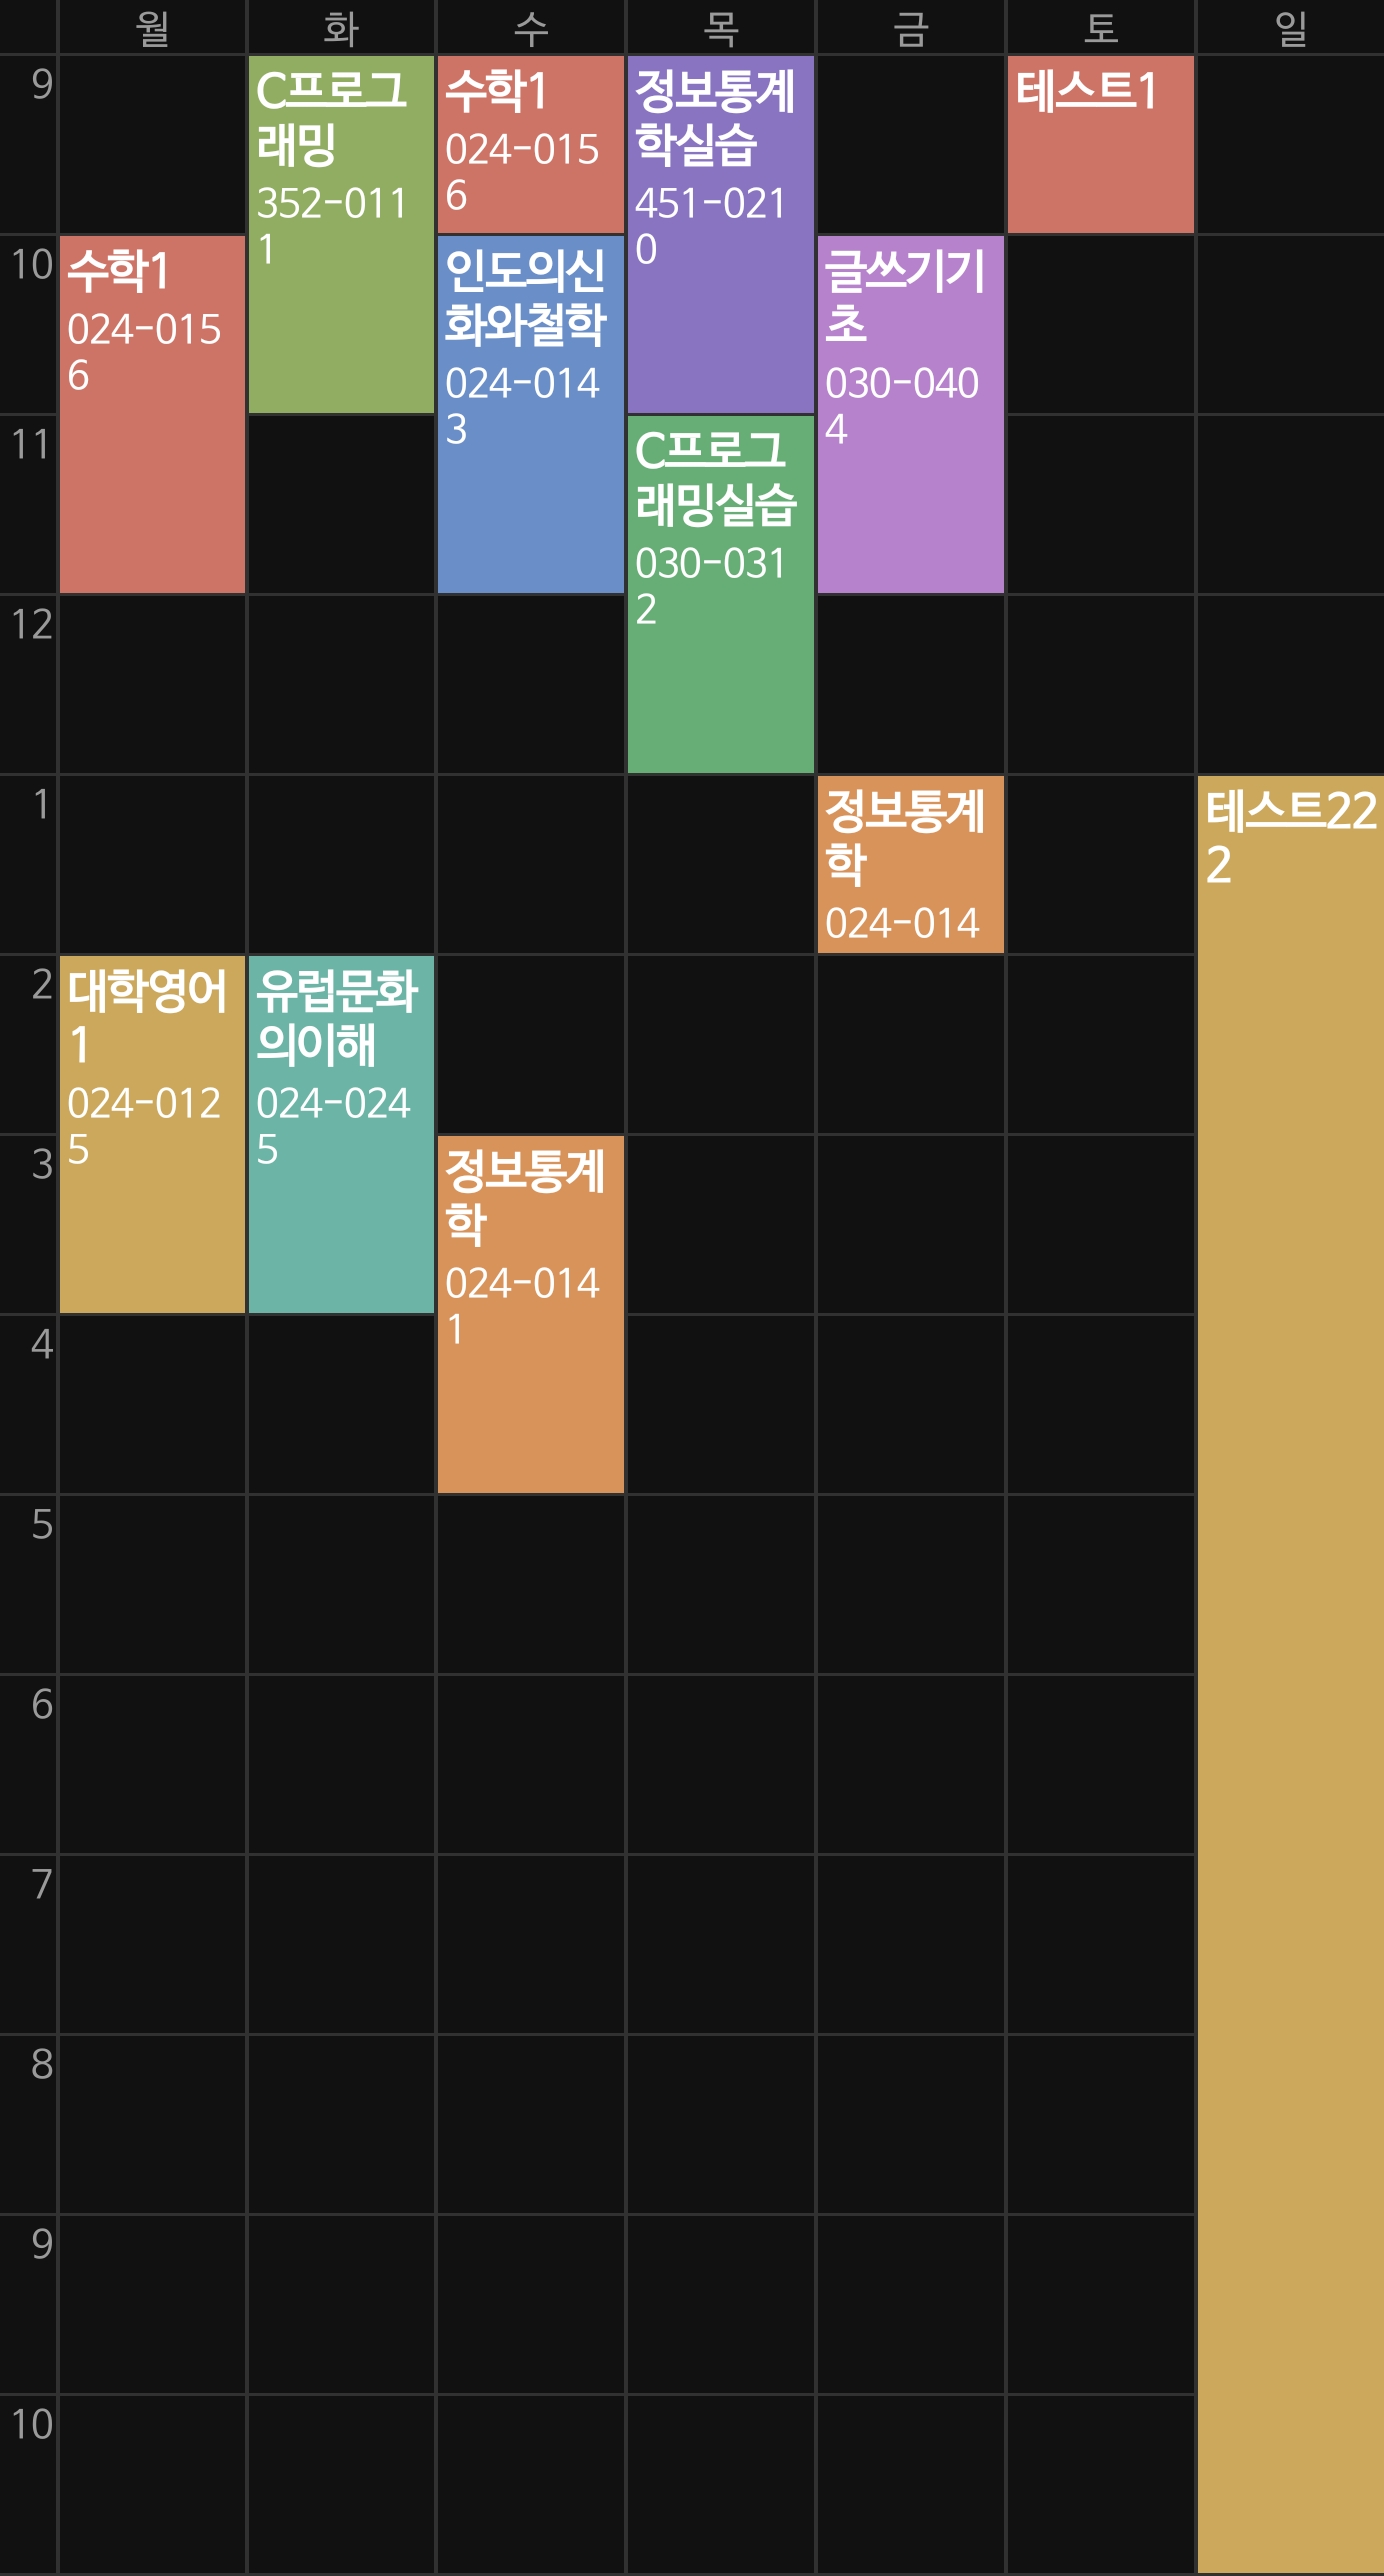 월 화 수 목 금 토 일
9
10
11
12
1
2
3
4
5
6
7
8
9
10
수학1
024-015
6
대학영어
1
024-012
5
C프로그
래밍
352-011
1
유럽문화
의이해
024-024
5
수학1
024-015
6
인도의신
화와철학
024-014
3
정보통계
학
024-014
1
정보통계
학실습
451-021
0
C프로그
래밍실습
030-031
2
글쓰기기
초
030-040
4
정보통계
학
024-014
테스트1
테스트22
2